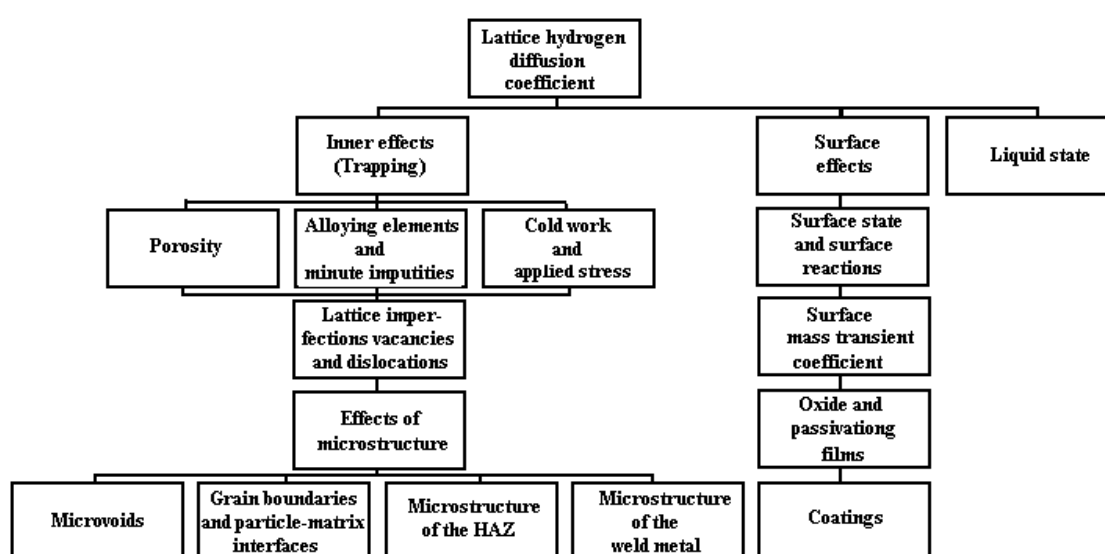 Lattice hydrogen
diffusion
coefficient
Inner effects
(Trapping)
Surface
effects
Liquid state
Porosity
Alloying elements
and
minute imputities
Cold work
and
applied stress
Surface state
and surface
reactions
Lattice imper-
fections vacancies
and dislocations
Surface
mass transient
coefficient
Effects of
microstructure
Oxide and
passivationg
films
Microvoids
Grain boundaries
and particle-matrix
interfaces
Microstructure
of the HAZ
Microstructure
of the
weld metal
Coatings